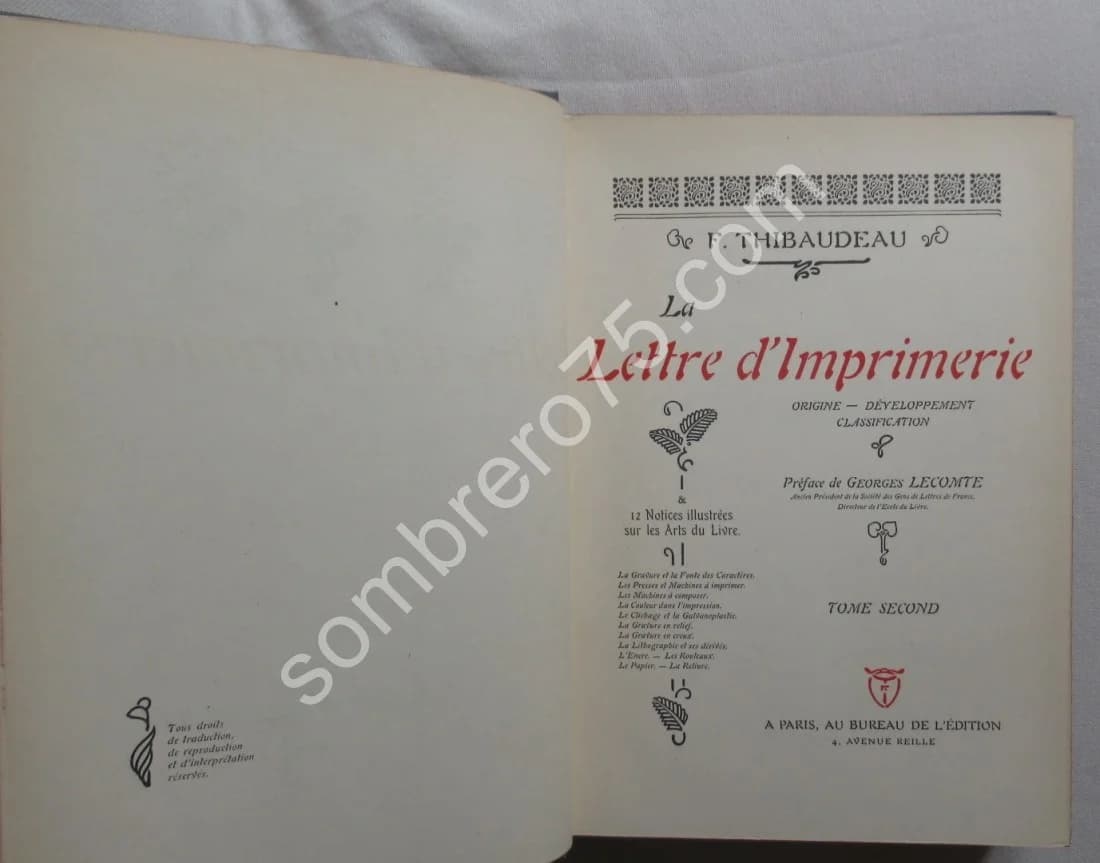 Tous droits
de traduction,
de reproduction
et d'interprétation
réservés.
F. THIBAUDEAU
La
Lettre d'Imprimerie
ORIGINE — DÉVELOPPEMENT
CLASSIFICATION
Préface de GEORGES LECOMTE
Ancien Président de la Société des Gens de Lettres de France,
Directeur de l'Ecole du Livre.
&
12 Notices illustrées
sur les Arts du Livre.
La Gravure et la Fonte des Caractères.
Les Presses et Machines à imprimer.
Les Machines à composer.
La Couleur dans l'impression.
Le Clichage et la Galvanoplastie.
La Gravure en relief.
La Gravure en creux.
La Lithographie et ses dérivés.
L'Encre. — Les Rouleaux.
Le Papier. — La Reliure.
TOME SECOND
A PARIS, AU BUREAU DE L'ÉDITION
4, AVENUE REILLE
sombrero75.com